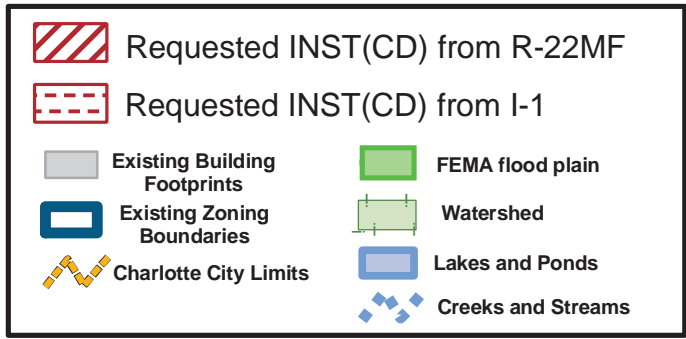 Requested INST(CD) from R-22MF
Requested INST(CD) from I-1
Existing Building
Footprints
Existing Zoning
Boundaries
Charlotte City Limits
FEMA flood plain
Watershed
Lakes and Ponds
Creeks and Streams